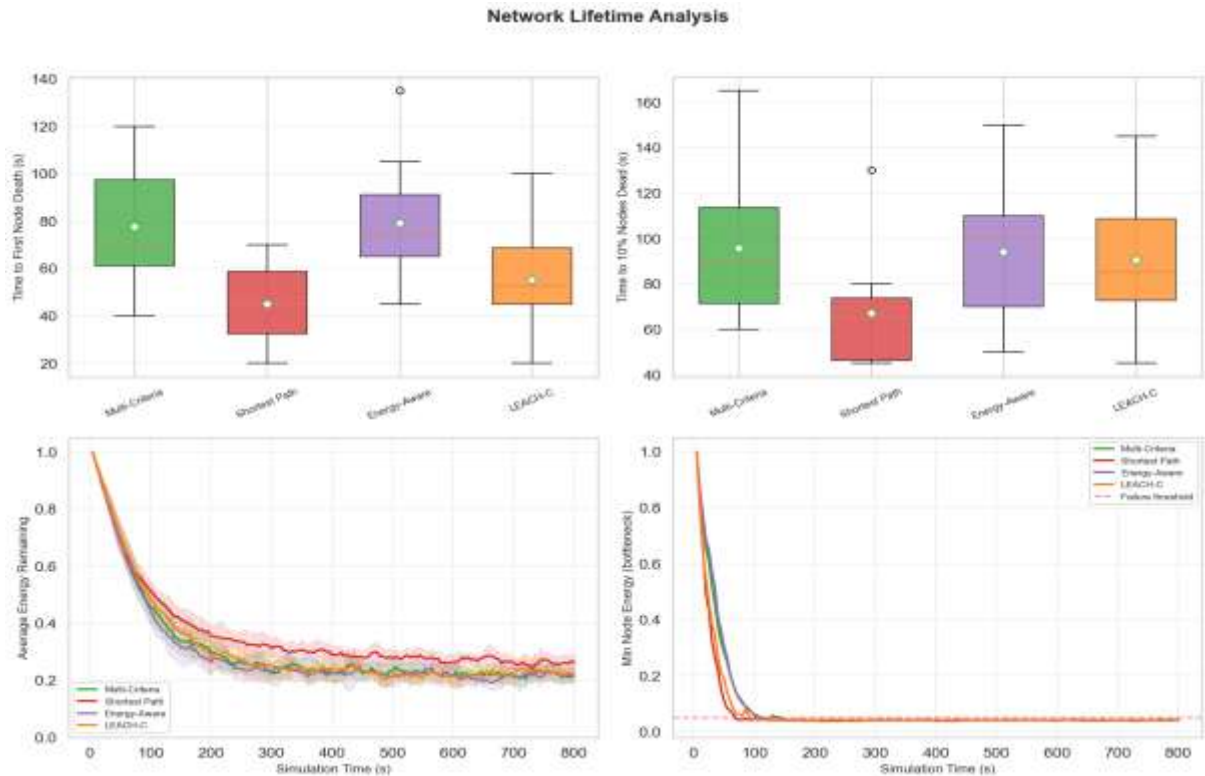 Network Lifetime Analysis
Time to First Node Death (s)
140
120
100
80
60
40
20
Multi-Criteria
Shortest Path
Energy-Aware
LEACH-C
Time to 10% Nodes Dead (s)
160
140
120
100
80
60
40
Multi-Criteria
Shortest Path
Energy-Aware
LEACH-C
Average Energy Remaining
1.0
0.8
0.6
0.4
0.2
0.0
Multi-Criteria
Shortest Path
Energy-Aware
LEACH-C
0 100 200 300 400 500 600 700 800
Simulation Time (s)
Min Node Energy (bottleneck)
1.0
0.8
0.6
0.4
0.2
0.0
Multi-Criteria
Shortest Path
Energy-Aware
LEACH-C
Failure threshold
0 100 200 300 400 500 600 700 800
Simulation Time (s)